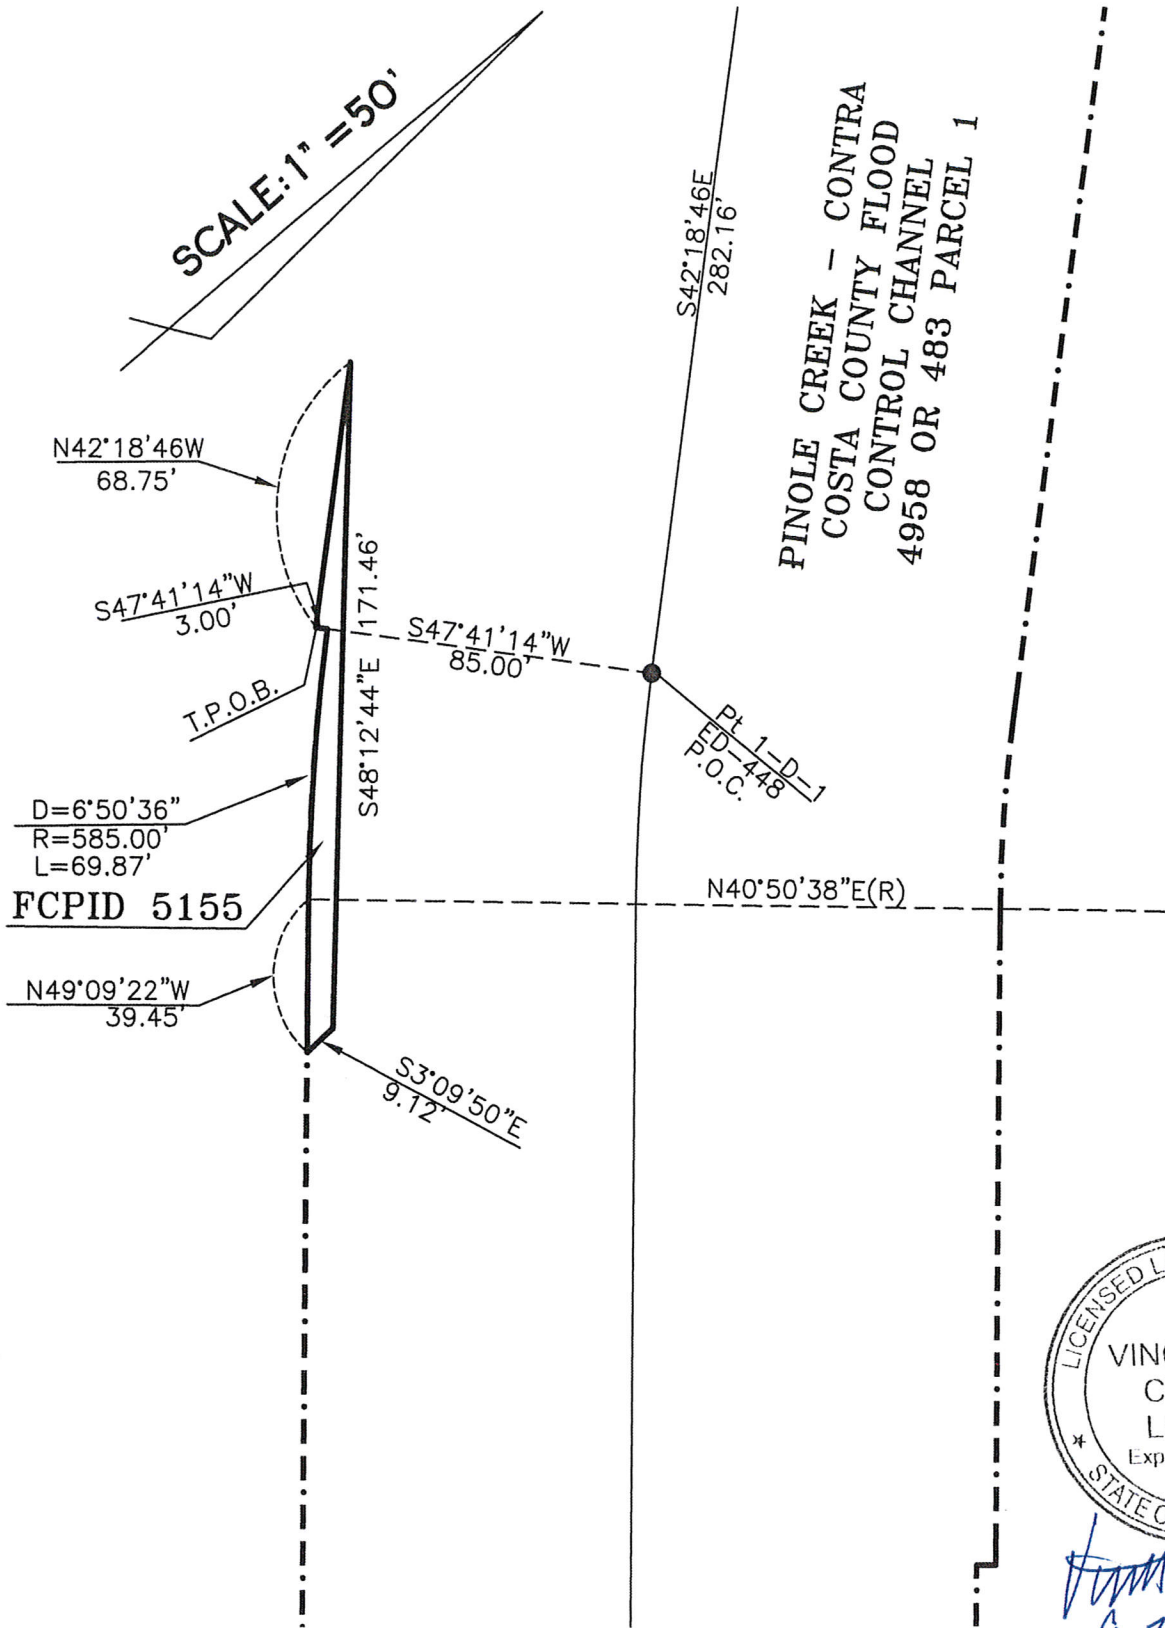 SCALE: 1" = 50'
S42°18'46E
282.16'
PINOLE CREEK - CONTRA
COSTA COUNTY FLOOD
CONTROL CHANNEL
4958 OR 483 PARCEL 1
N42°18'46W
68.75'
S47°41'14"W
3.00'
T.P.O.B.
S48°12'44"E 171.46'
S47°41'14"W
85.00'
Pt 1-D-1
ED-448
P.O.C.
D=6°50'36"
R=585.00'
L=69.87'
FCPID 5155
N40°50'38"E(R)
N49°09'22"W
39.45'
S3°09'50"E
9.12'
LICENSED
Exp
STATE